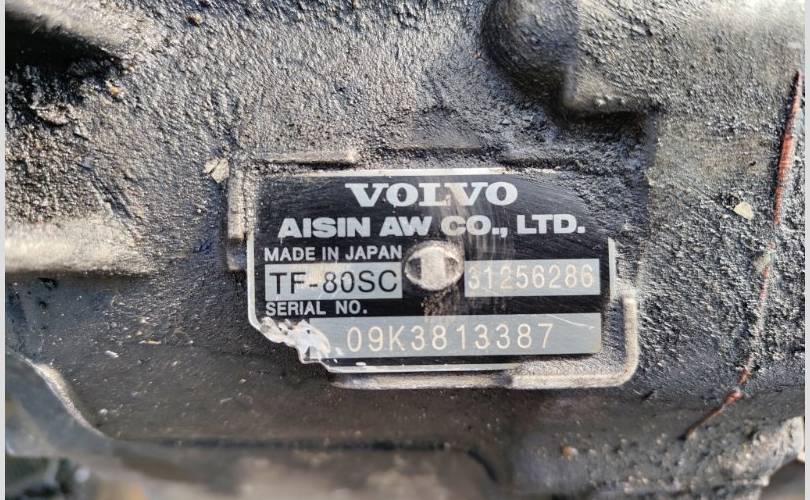 VOLVO
AISIN AW CO., LTD.
MADE IN JAPAN
TF-80SC 31256286
SERIAL NO.
09K3813387